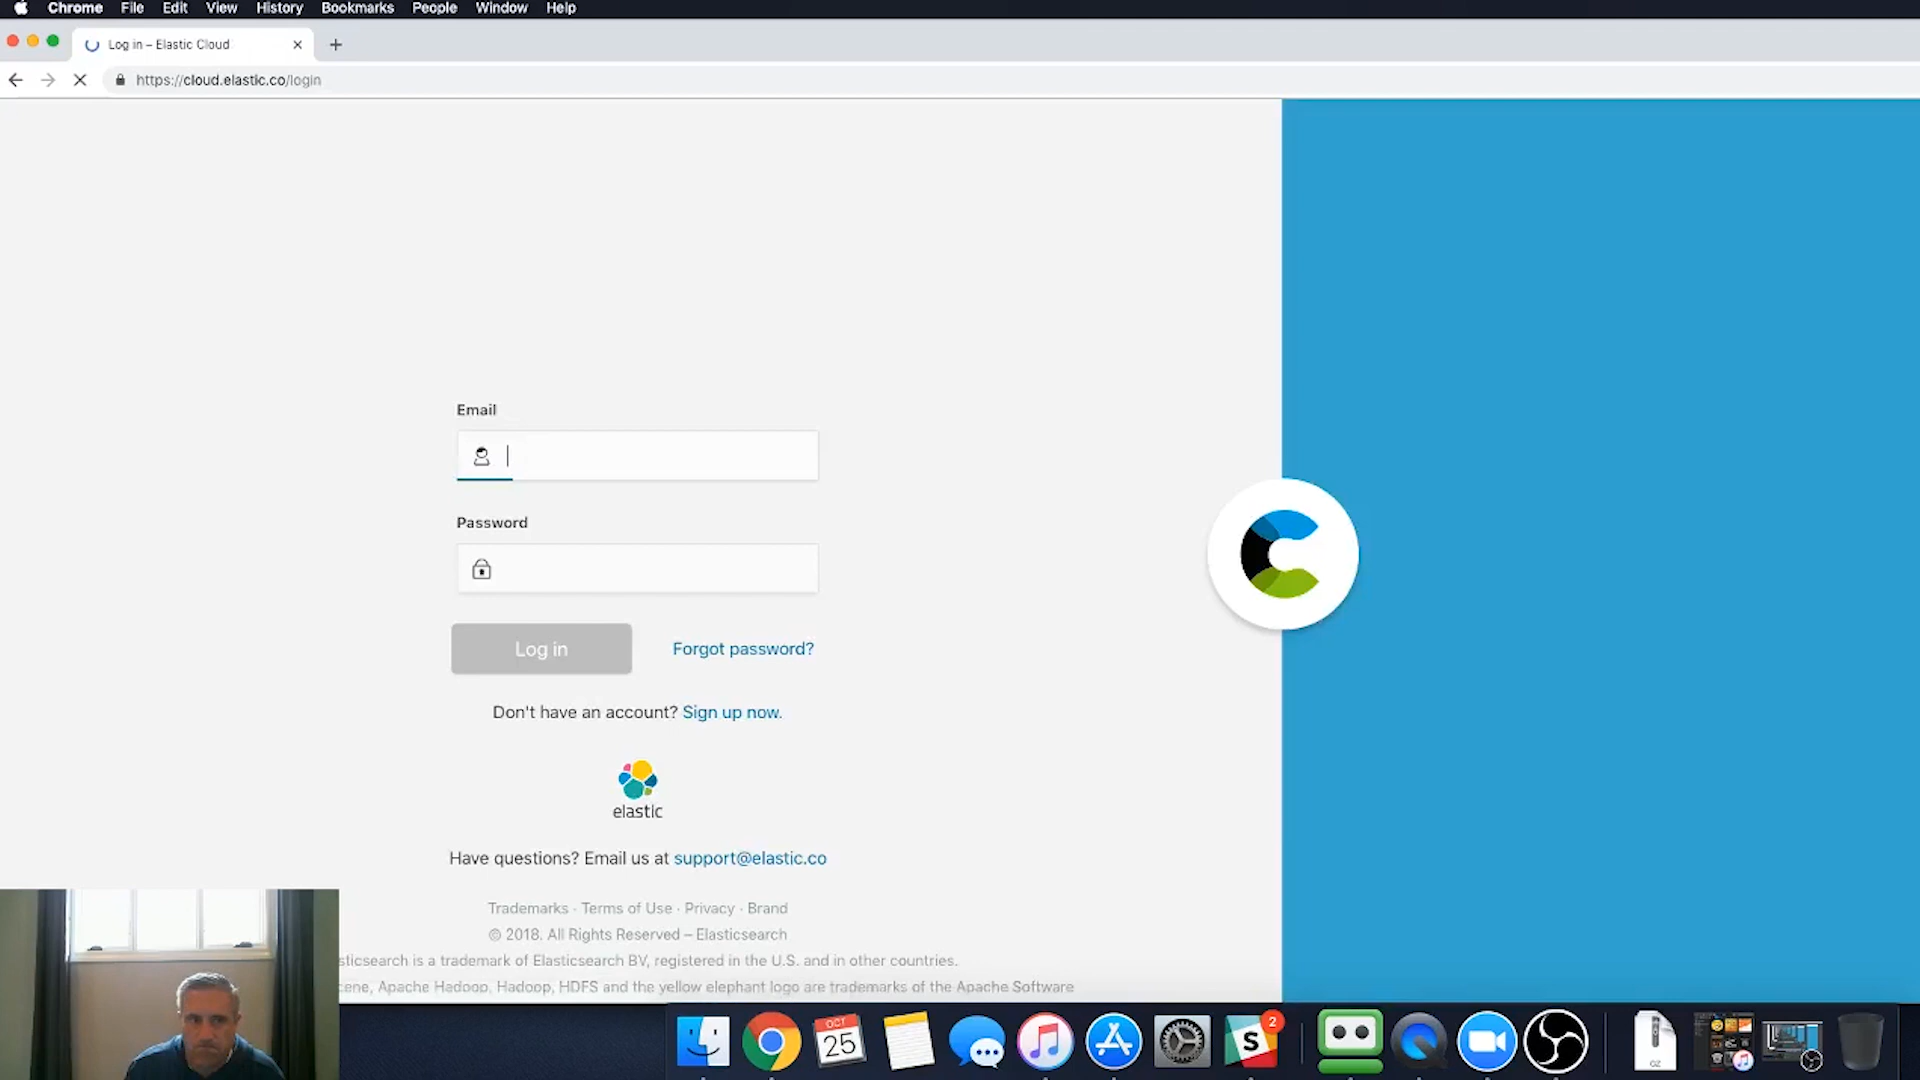 Chrome File Edit View History Bookmarks People Window Help
Log in – Elastic Cloud
https://cloud.elastic.co/login
Email
Password
Log in
Forgot password?
Don't have an account? Sign up now.
elastic
Have questions? Email us at support@elastic.co
Trademarks · Terms of Use · Privacy · Brand
© 2018. All Rights Reserved – Elasticsearch
sticsearch is a trademark of Elasticsearch BV, registered in the U.S. and in other countries.
cene, Apache Hadoop, Hadoop, HDFS and the yellow elephant logo are trademarks of the Apache Software
OCT
25
S
2
GZ